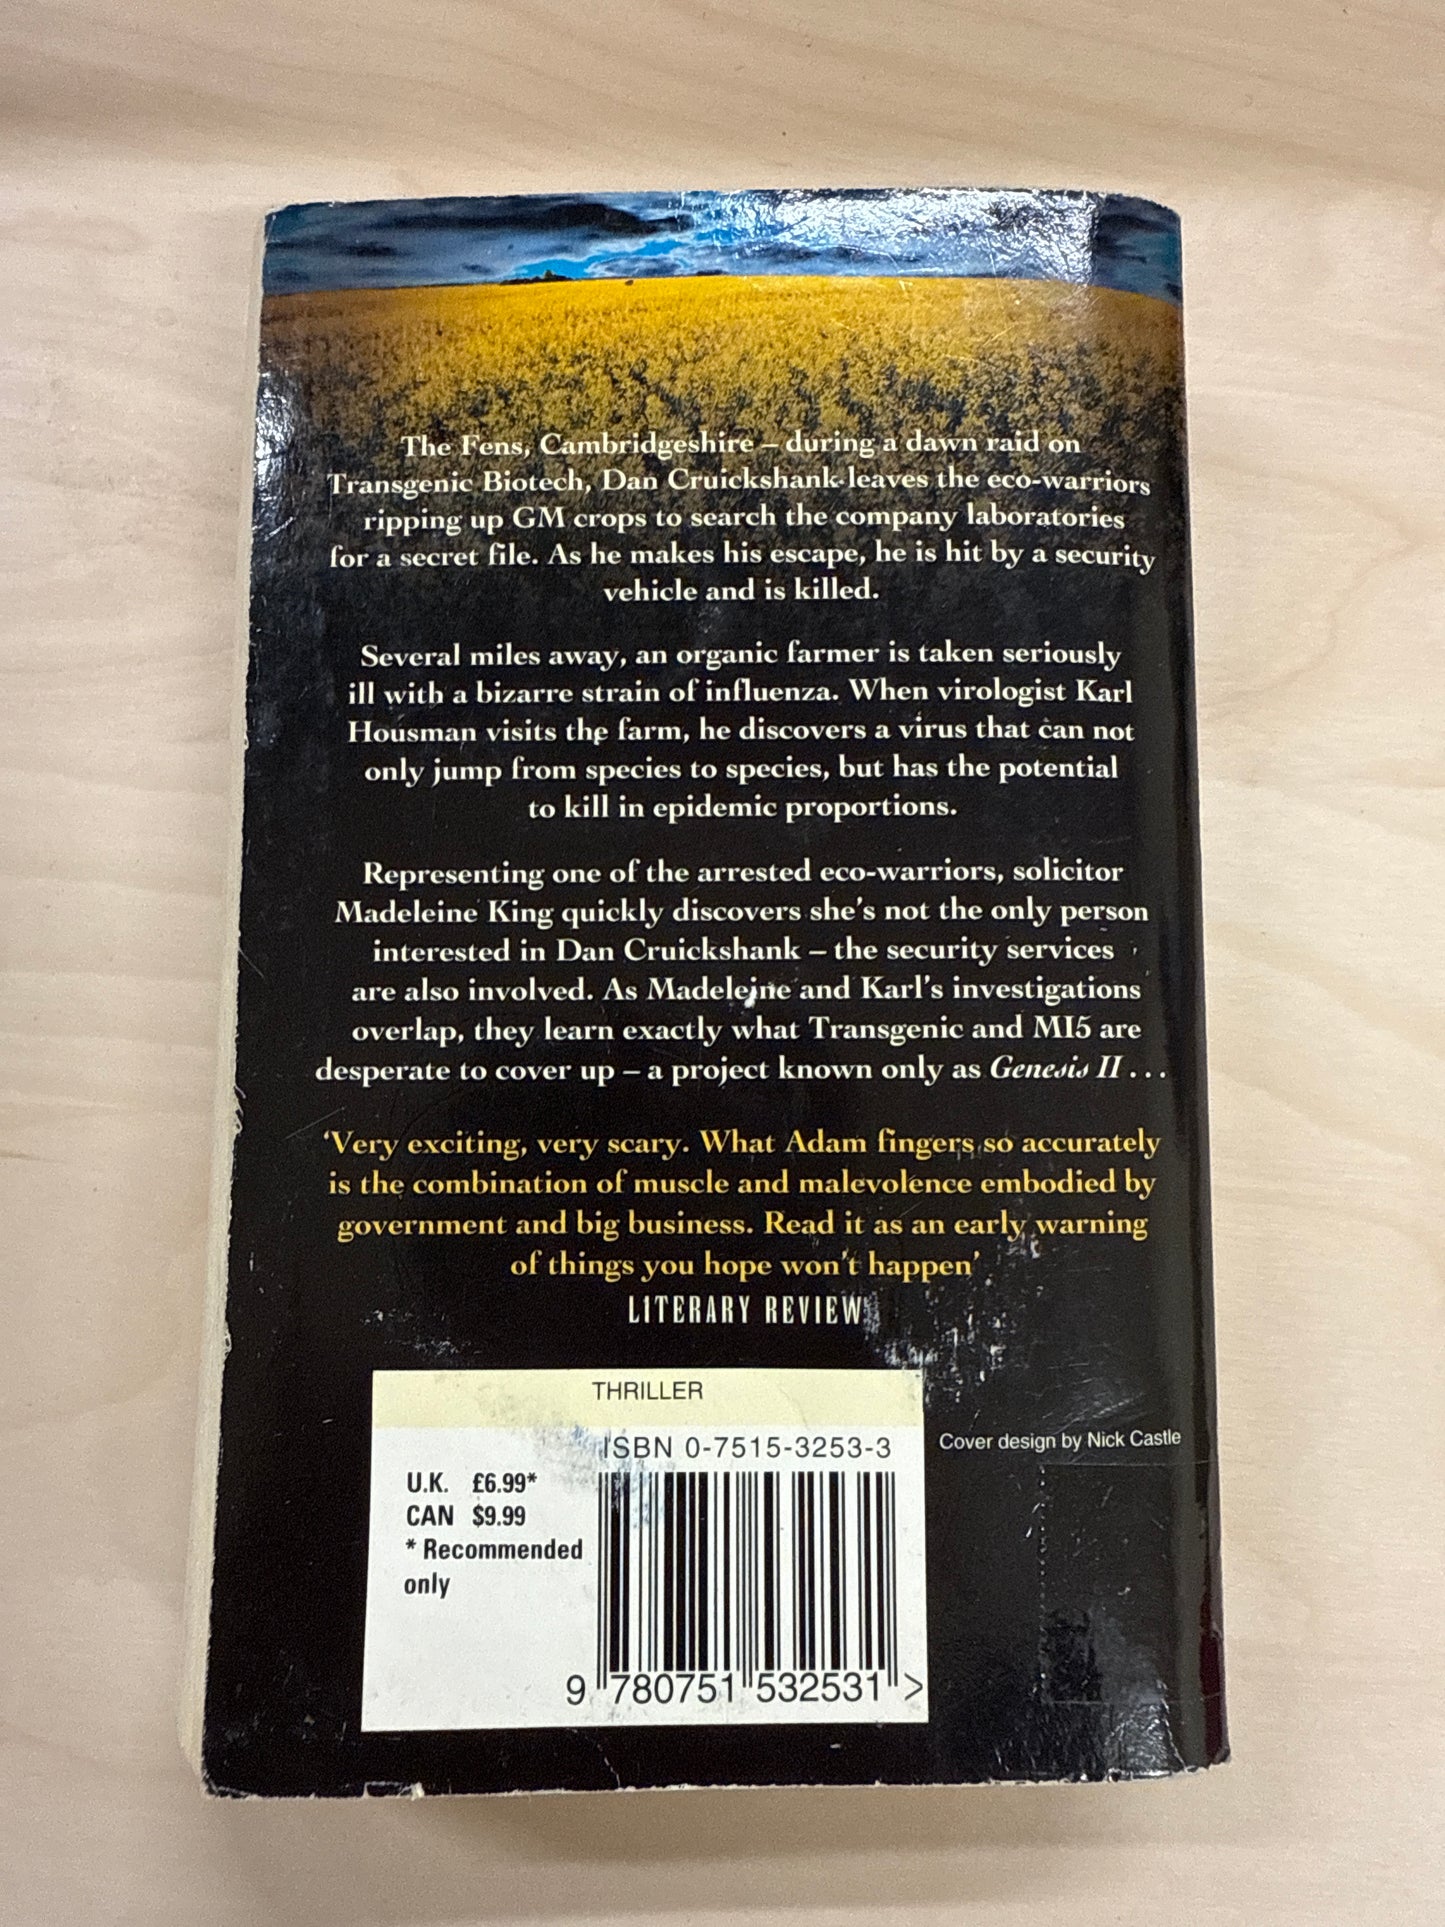 The Fens, Cambridgeshire – during a dawn raid on
Transgenic Biotech, Dan Cruickshank leaves the eco-warriors
ripping up GM crops to search the company laboratories
for a secret file. As he makes his escape, he is hit by a security
vehicle and is killed.
Several miles away, an organic farmer is taken seriously
ill with a bizarre strain of influenza. When virologist Karl
Housman visits the farm, he discovers a virus that can not
only jump from species to species, but has the potential
to kill in epidemic proportions.
Representing one of the arrested eco-warriors, solicitor
Madeleine King quickly discovers she's not the only person
interested in Dan Cruickshank – the security services
are also involved. As Madeleine and Karl's investigations
overlap, they learn exactly what Transgenic and MI5 are
desperate to cover up – a project known only as Genesis II . . .
'Very exciting, very scary. What Adam fingers so accurately
is the combination of muscle and malevolence embodied by
government and big business. Read it as an early warning
of things you hope won't happen'
LITERARY REVIEW
THRILLER
ISBN 0-7515-3253-3
Cover design by Nick Castle
U.K. £6.99*
CAN $9.99
* Recommended
only
9 780751 532531 >